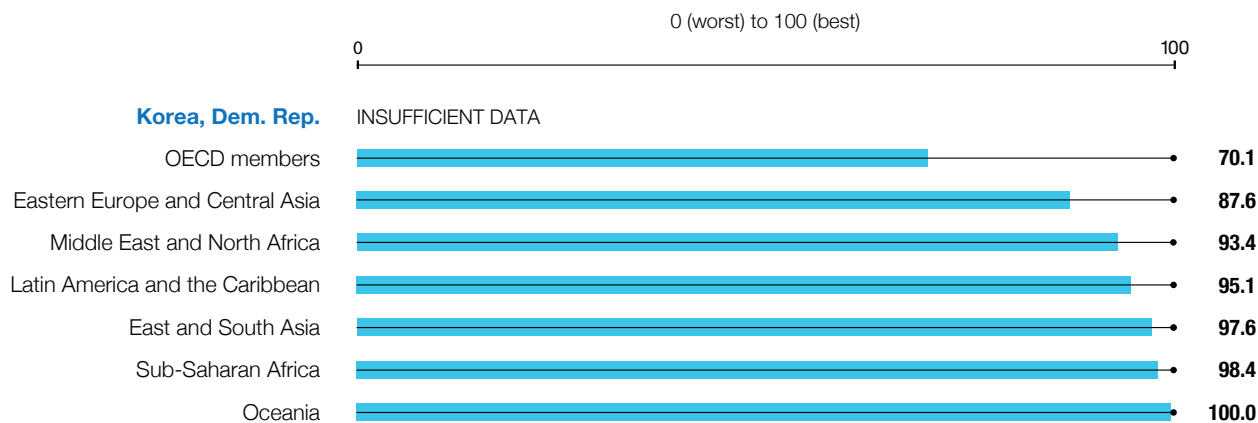 0 (worst) to 100 (best)
0 100
Korea, Dem. Rep. INSUFFICIENT DATA
OECD members 70.1
Eastern Europe and Central Asia 87.6
Middle East and North Africa 93.4
Latin America and the Caribbean 95.1
East and South Asia 97.6
Sub-Saharan Africa 98.4
Oceania 100.0